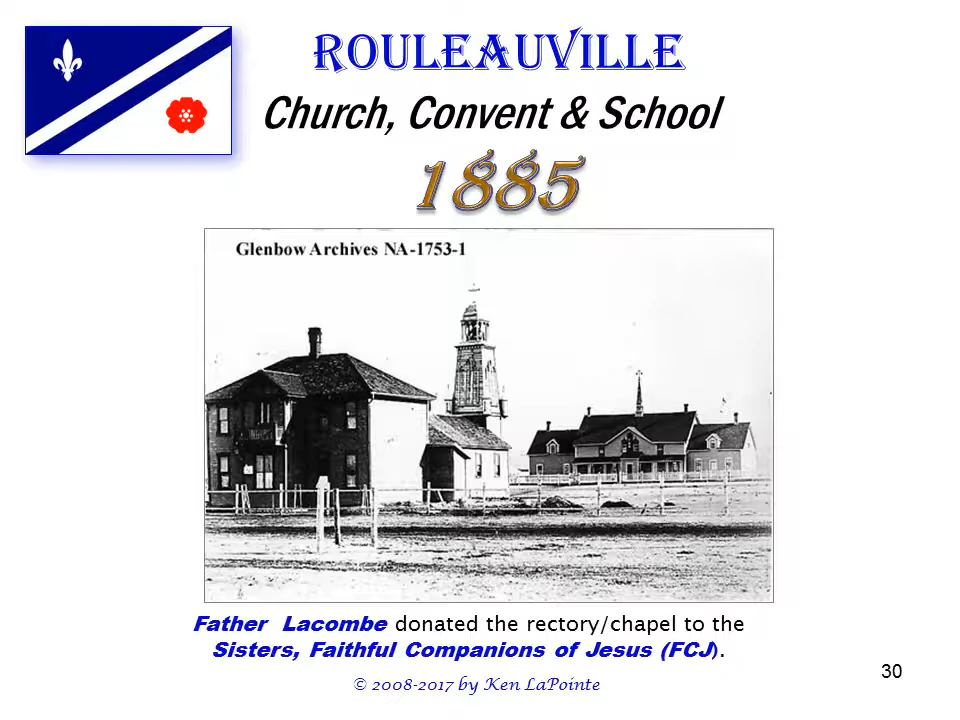 ROULEAUVILLE
Church, Convent & School
1885
Glenbow Archives NA-1753-1
Father Lacombe donated the rectory/chapel to the
Sisters, Faithful Companions of Jesus (FCJ).
© 2008-2017 by Ken LaPointe
30